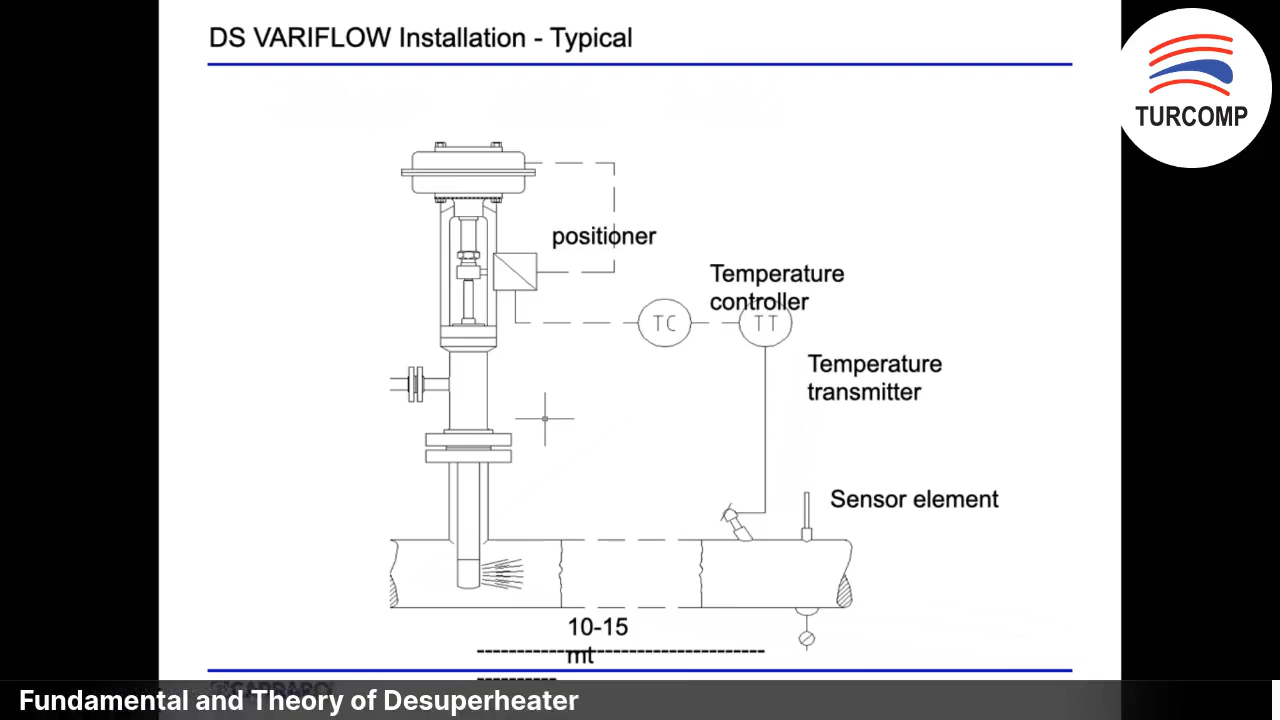 DS VARIFLOW Installation - Typical
TURCOMP
positioner
Temperature
controller
TC
TT
Temperature
transmitter
Sensor element
10-15
mt
Fundamental and Theory of Desuperheater